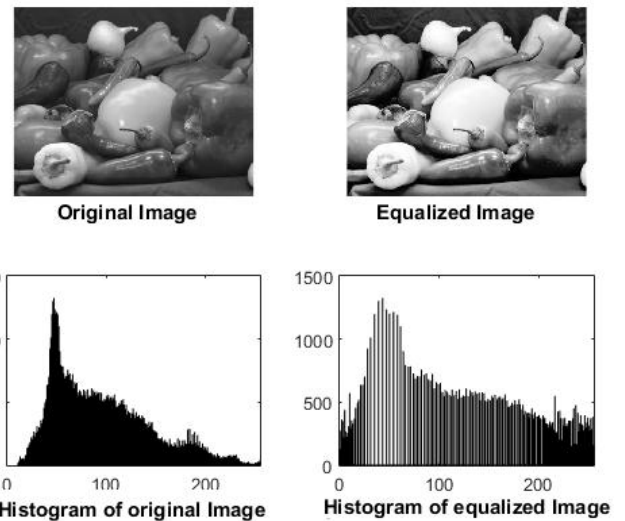 Original Image
Equalized Image
1500
1000
500
0
0 100 200
0 100 200
Histogram of original Image
Histogram of equalized Image